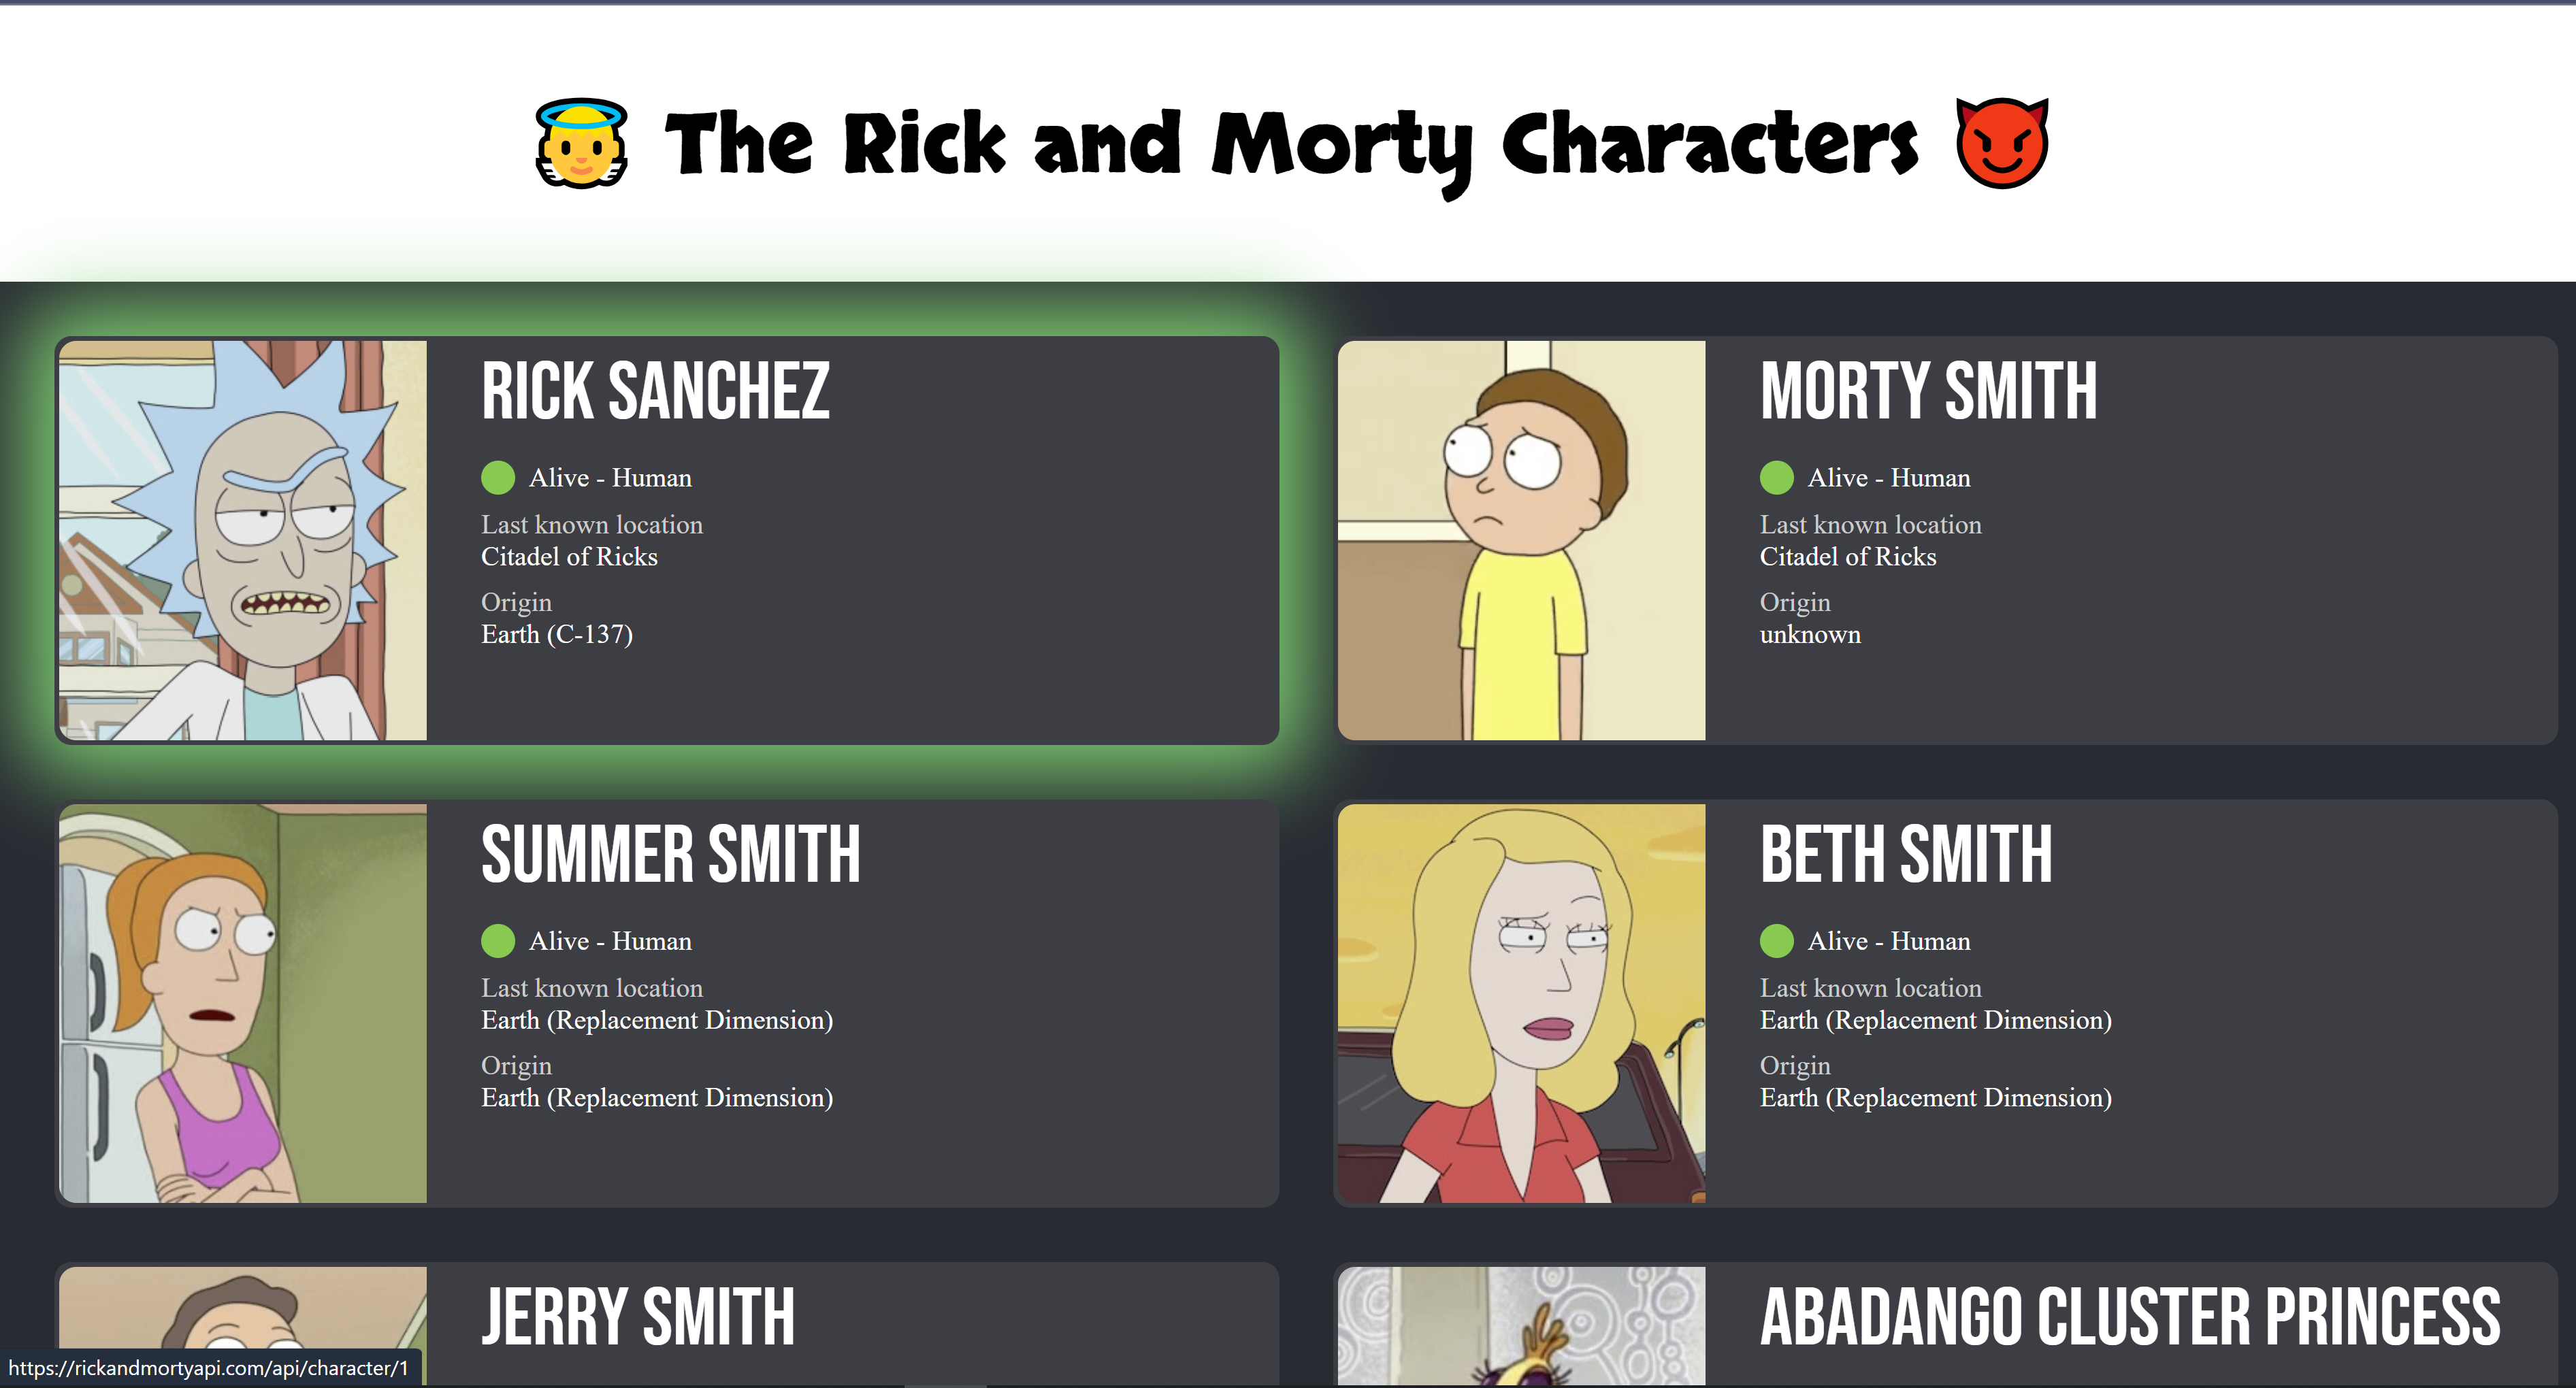 The Rick and Morty Characters
RICK SANCHEZ
Alive - Human
Last known location
Citadel of Ricks
Origin
Earth (C-137)
MORTY SMITH
Alive - Human
Last known location
Citadel of Ricks
Origin
unknown
SUMMER SMITH
Alive - Human
Last known location
Earth (Replacement Dimension)
Origin
Earth (Replacement Dimension)
BETH SMITH
Alive - Human
Last known location
Earth (Replacement Dimension)
Origin
Earth (Replacement Dimension)
JERRY SMITH
ABADANGO CLUSTER PRINCESS
https://rickandmortyapi.com/api/character/1